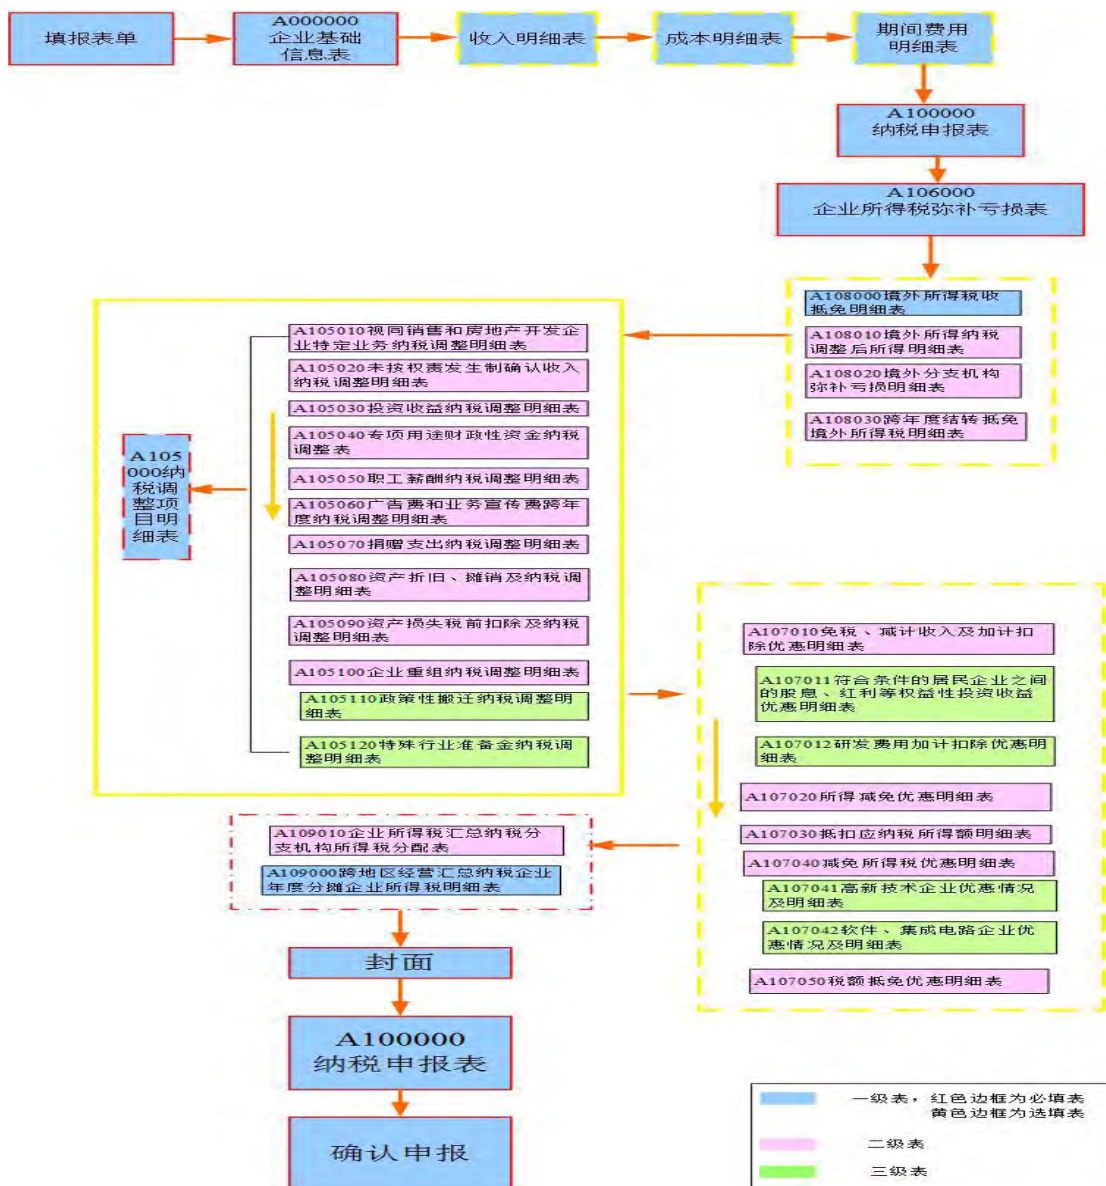 填报表单
A000000
企业基础
信息表
收入明细表
成本明细表
期间费用
明细表
A100000
纳税申报表
A106000
企业所得税弥补亏损表
A108000境外所得税收
抵免明细表
A108010境外所得纳税
调整后所得明细表
A108020境外分支机构
弥补亏损明细表
A108030跨年度结转抵免
境外所得税明细表
A105010视同销售和房地产开发企
业特定业务纳税调整明细表
A105020未按权责发生制确认收入
纳税调整明细表
A105030投资收益纳税调整明细表
A105040专项用途财政性资金纳税
调整表
A105050职工薪酬纳税调整明细表
A105060广告费和业务宣传费跨年
度纳税调整明细表
A105070捐赠支出纳税调整明细表
A105080资产折旧、摊销及纳税调
整明细表
A105090资产损失税前扣除及纳税
调整明细表
A105100企业重组纳税调整明细表
A105110政策性搬迁纳税调整明
细表
A105120特殊行业准备金纳税调
整明细表
A105
000纳
税调
整项
目明
细表
A107010免税、减计收入及加计扣
除优惠明细表
A107011符合条件的居民企业之间
的股息、红利等权益性投资收益
优惠明细表
A107012研发费用加计扣除优惠明
细表
A107020所得减免优惠明细表
A107030抵扣应纳税所得额明细表
A107040减免所得税优惠明细表
A107041高新技术企业优惠情况
及明细表
A107042软件、集成电路企业优
惠情况及明细表
A107050税额抵免优惠明细表
A109010企业所得税汇总纳税分
支机构所得税分配表
A109000跨地区经营汇总纳税企业
年度分摊企业所得税明细表
封面
A100000
纳税申报表
确认申报
一级表，红色边框为必填表
黄色边框为选填表
二级表
三级表